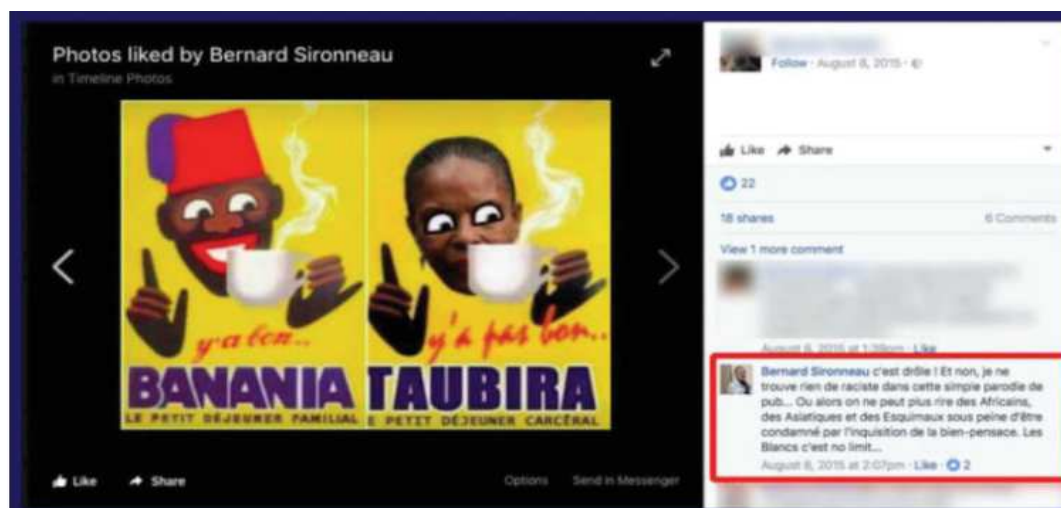 Photos liked by Bernard Sironneau
in Timeline Photos
y'a bon..
BANANIA
LE PETIT DÉJEUNER FAMILIAL
y'a pas bon..
TAUBIRA
E PETIT DÉJEUNER CARCÉRAL
Like Share
Options Send in Messenger
Follow · August 8, 2015 ·
Like Share
22
18 shares
6 Comments
View 1 more comment
August 8, 2015 at 1:39pm · Like
Bernard Sironneau c'est drôle ! Et non, je ne
trouve rien de raciste dans cette simple parodie de
pub... Ou alors on ne peut plus rire des Africains,
des Asiatiques et des Esquimaux sous peine d'être
condamné par l'inquisition de la bien-pensace. Les
Blancs c'est no limit...
August 8, 2015 at 2:07pm · Like · 2